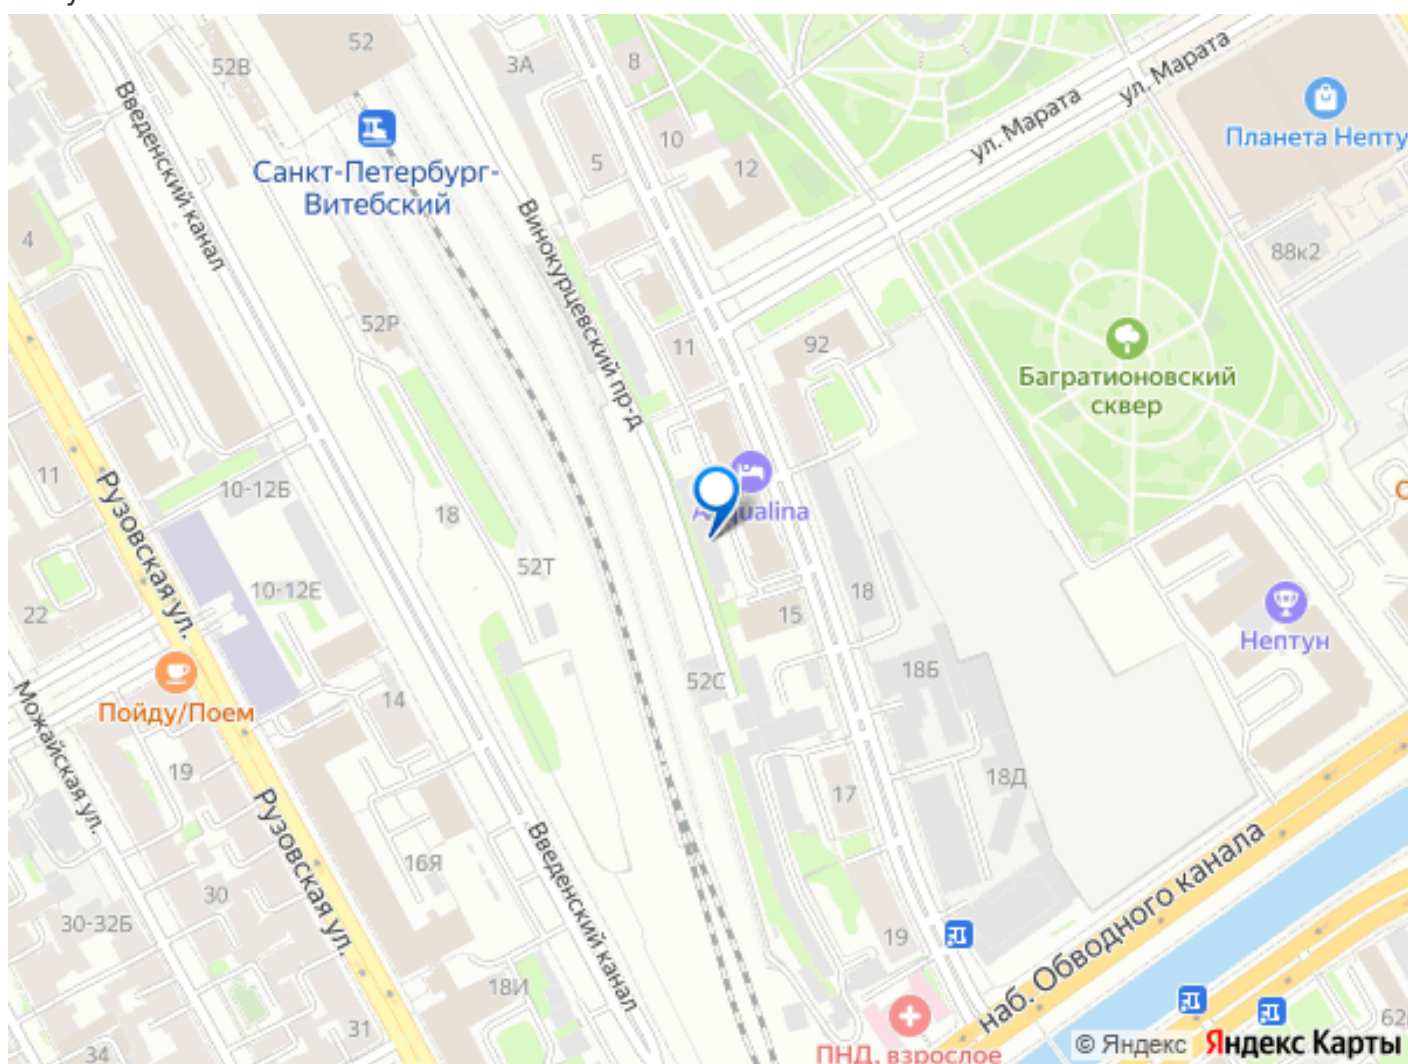 52
52В
3А
8
ул. Марата
ул. Марата
Планета Непту
Введенский канал
Санкт-Петербург-
Витебский
5
10
12
4
88к2
Винокурцевский пр-д
52Р
11
92
Багратионовский
сквер
11
10-12Б
18
Рузовская ул.
52Т
10-12Е
22
18
15
Нептун
18Б
52С
Пойду/Поем
14
Можайская ул.
19
17
18Д
Рузовская ул.
16Я
Введенский канал
30
30-32Б
19
наб. Обводного канала
18И
31
34
ПНД, взрослое
62
© Яндекс Яндекс Карты